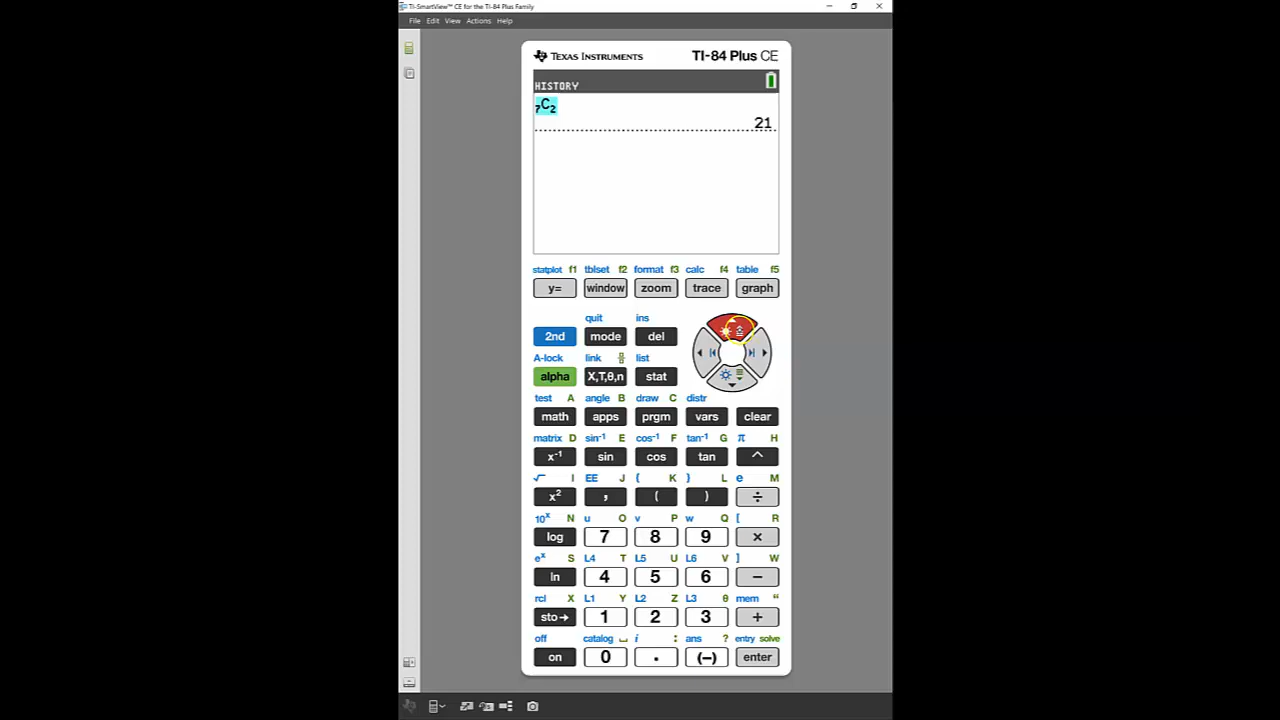 TI-SmartView™ CE for the TI-84 Plus Family
File Edit View Actions Help
TEXAS INSTRUMENTS TI-84 Plus CE
HISTORY
₇C₂
21
statplot f1 tblset f2 format f3 calc f4 table f5
y= window zoom trace graph
quit ins
2nd mode del
A-lock link list
alpha X,T,θ,n stat
test A angle B draw C distr
math apps prgm vars clear
matrix D sin⁻¹ E cos⁻¹ F tan⁻¹ G π H
x⁻¹ sin cos tan ^
√ I EE J { K } L e M
x² , ( ) ÷
10ˣ N u O v P w Q [ R
log 7 8 9 ×
eˣ S L4 T L5 U L6 V ] W
ln 4 5 6 −
rcl X L1 Y L2 Z L3 θ mem “
sto→ 1 2 3 +
off catalog ⎵ i : ans ? entry solve
on 0 . (−) enter